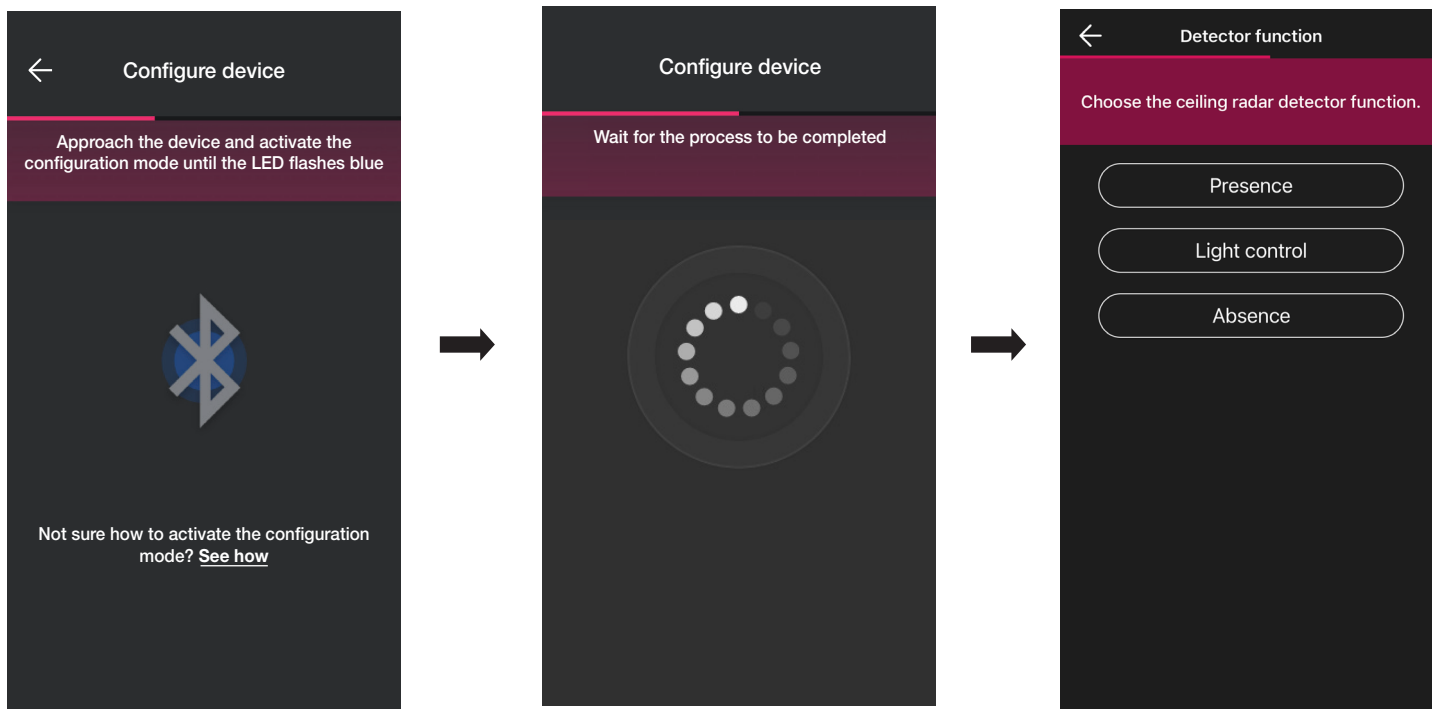 Configure device
Approach the device and activate the
configuration mode until the LED flashes blue
Not sure how to activate the configuration
mode? See how
Configure device
Wait for the process to be completed
Detector function
Choose the ceiling radar detector function.
Presence
Light control
Absence